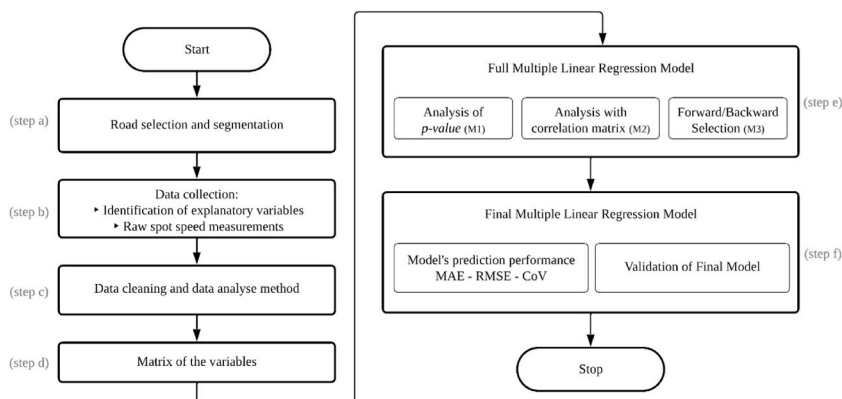 Start
(step a)
Road selection and segmentation
(step b)
Data collection:
‣ Identification of explanatory variables
‣ Raw spot speed measurements
(step c)
Data cleaning and data analyse method
(step d)
Matrix of the variables
Full Multiple Linear Regression Model
(step e)
Analysis of
p-value (M1)
Analysis with
correlation matrix (M2)
Forward/Backward
Selection (M3)
Final Multiple Linear Regression Model
(step f)
Model's prediction performance
MAE - RMSE - CoV
Validation of Final Model
Stop